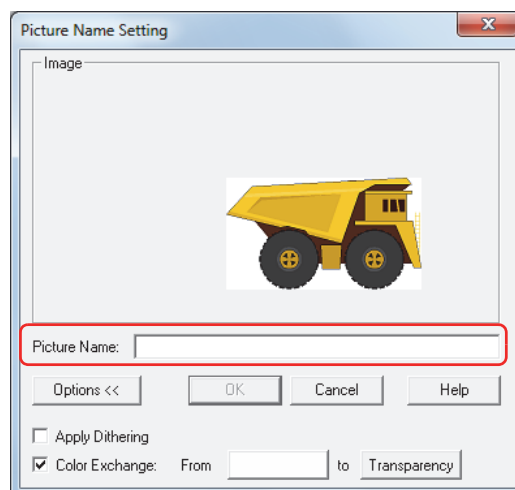 Picture Name Setting
Image
Picture Name:
Options << OK Cancel Help
Apply Dithering
Color Exchange: From to Transparency